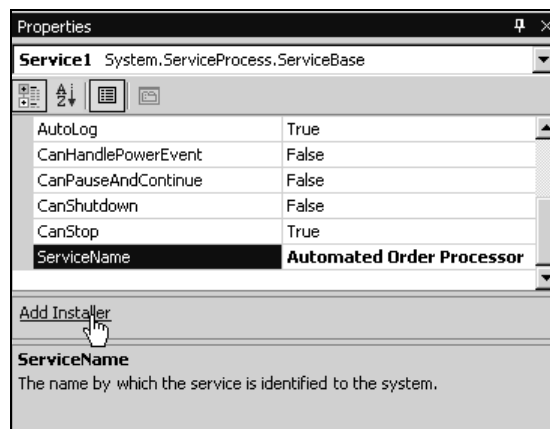 Properties
Service1 System.ServiceProcess.ServiceBase
AutoLog True
CanHandlePowerEvent False
CanPauseAndContinue False
CanShutdown False
CanStop True
ServiceName Automated Order Processor
Add Installer
ServiceName
The name by which the service is identified to the system.